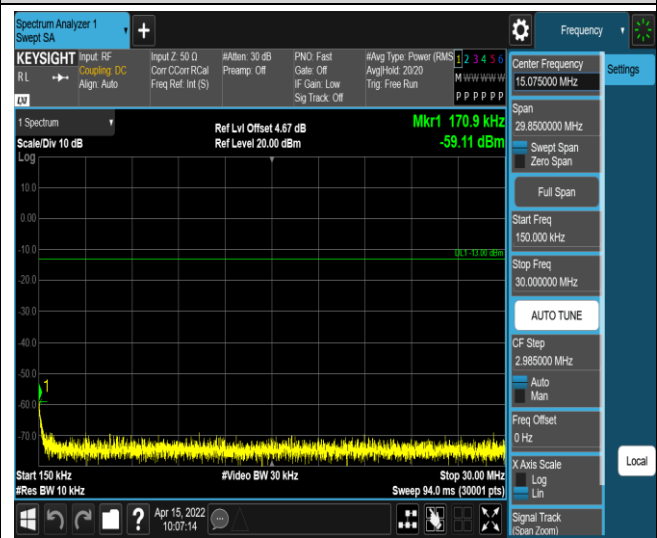 Spectrum Analyzer 1
Swept SA
Frequency
KEYSIGHT
RL
LXI
Input: RF
Coupling: DC
Align: Auto
Input Z: 50 Ω
Corr CCorr RCal
Freq Ref: Int (S)
#Atten: 30 dB
Preamp: Off
PNO: Fast
Gate: Off
IF Gain: Low
Sig Track: Off
#Avg Type: Power (RMS
Avg|Hold: 20/20
Trig: Free Run
1 2 3 4 5 6
M W W W W W
P P P P P P
1 Spectrum
Scale/Div 10 dB
Log
Ref Lvl Offset 4.67 dB
Ref Level 20.00 dBm
Mkr1 170.9 kHz
-59.11 dBm
10.0
0.00
-10.0
DL1 -13.00 dBm
-20.0
-30.0
-40.0
-50.0
1
-60.0
-70.0
Start 150 kHz
#Res BW 10 kHz
#Video BW 30 kHz
Stop 30.00 MHz
Sweep 94.0 ms (30001 pts)
Apr 15, 2022
10:07:14
Center Frequency
15.075000 MHz
Span
29.8500000 MHz
Swept Span
Zero Span
Full Span
Start Freq
150.000 kHz
Stop Freq
30.000000 MHz
AUTO TUNE
CF Step
2.985000 MHz
Auto
Man
Freq Offset
0 Hz
X Axis Scale
Log
Lin
Signal Track
(Span Zoom)
Settings
Local